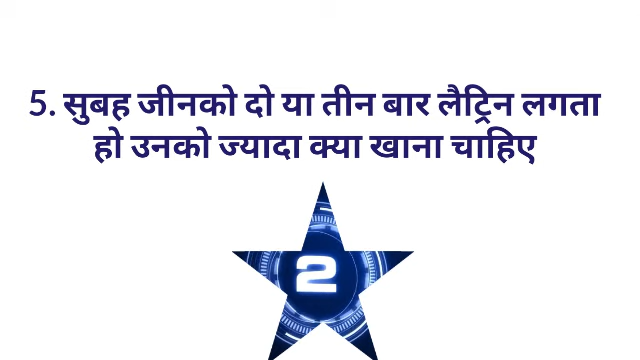 5. सुबह जीनको दो या तीन बार लैट्रिन लगता
हो उनको ज्यादा क्या खाना चाहिए
2